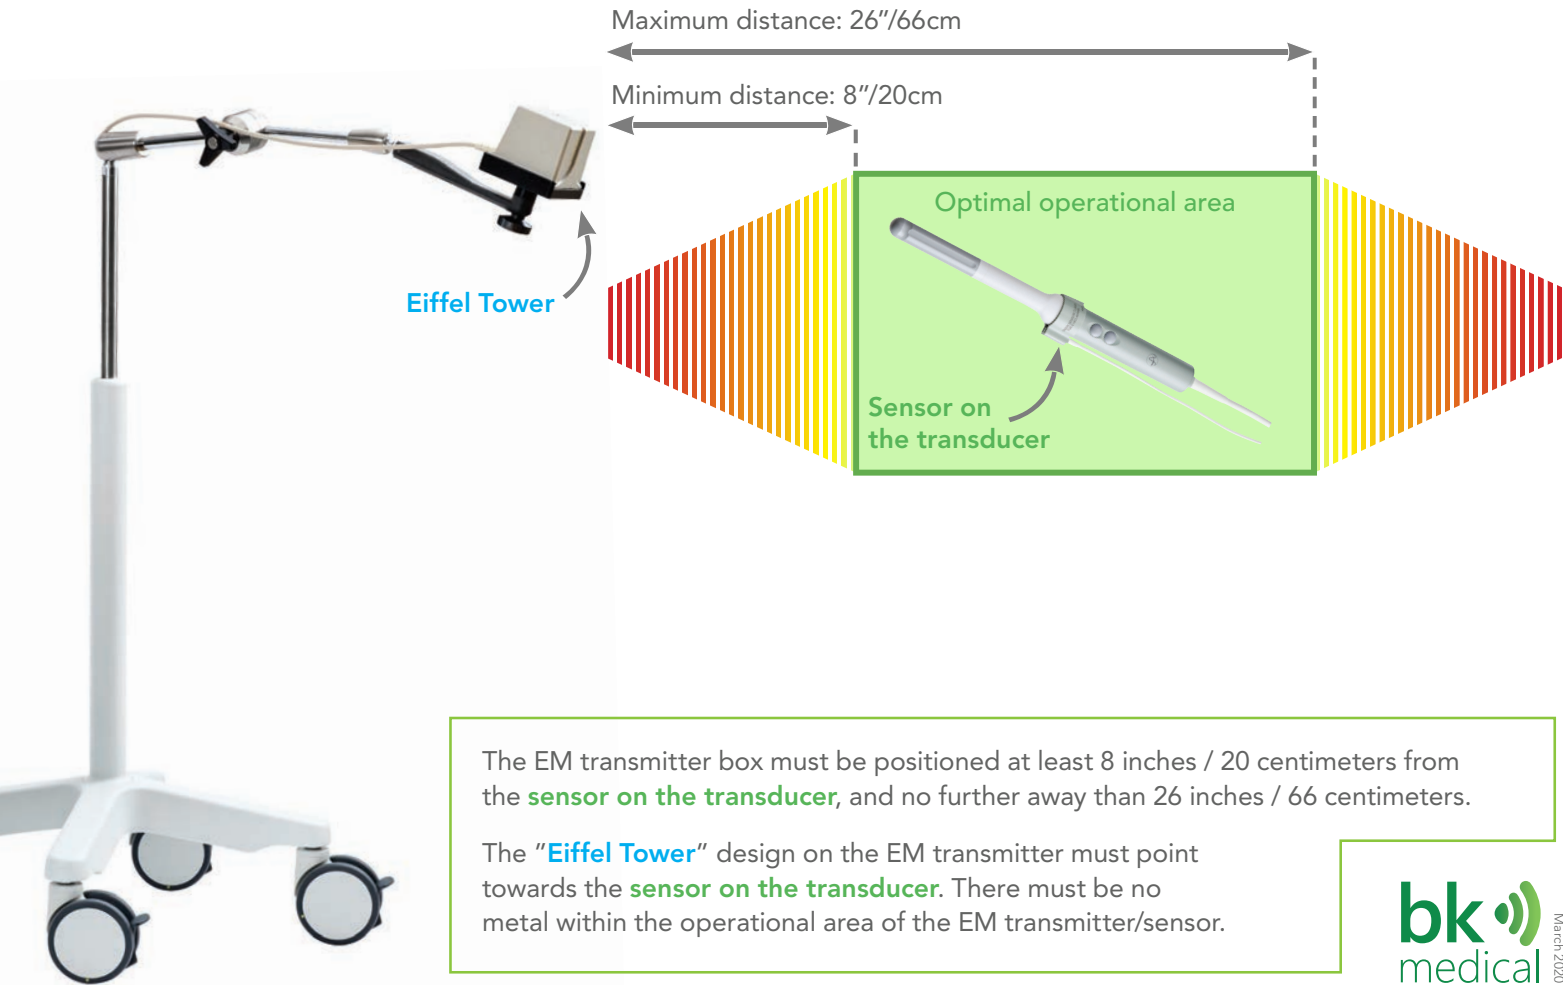 Maximum distance: 26”/66cm
Minimum distance: 8”/20cm
Optimal operational area
Eiffel Tower
Sensor on
the transducer
The EM transmitter box must be positioned at least 8 inches / 20 centimeters from
the sensor on the transducer, and no further away than 26 inches / 66 centimeters.
The ”Eiffel Tower” design on the EM transmitter must point
towards the sensor on the transducer. There must be no
metal within the operational area of the EM transmitter/sensor.
bk
medical
March 2020